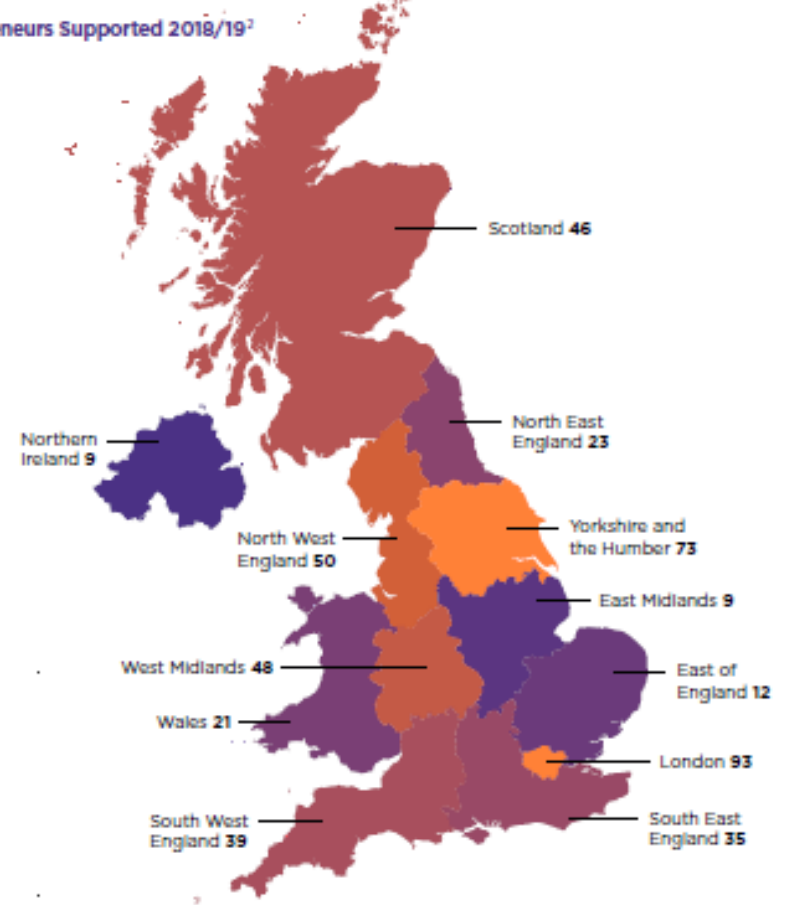 neurs Supported 2018/19²
Scotland 46
North East
England 23
Northern
Ireland 9
Yorkshire and
the Humber 73
North West
England 50
East Midlands 9
West Midlands 48
East of
England 12
Wales 21
London 93
South West
England 39
South East
England 35